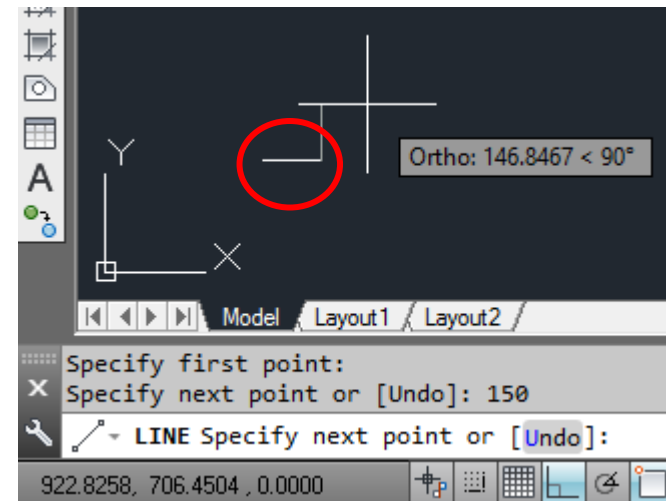 A
Y
Ortho: 146.8467 < 90°
X
Model Layout1 Layout2
Specify first point:
Specify next point or [Undo]: 150
LINE Specify next point or [Undo]:
922.8258, 706.4504 , 0.0000